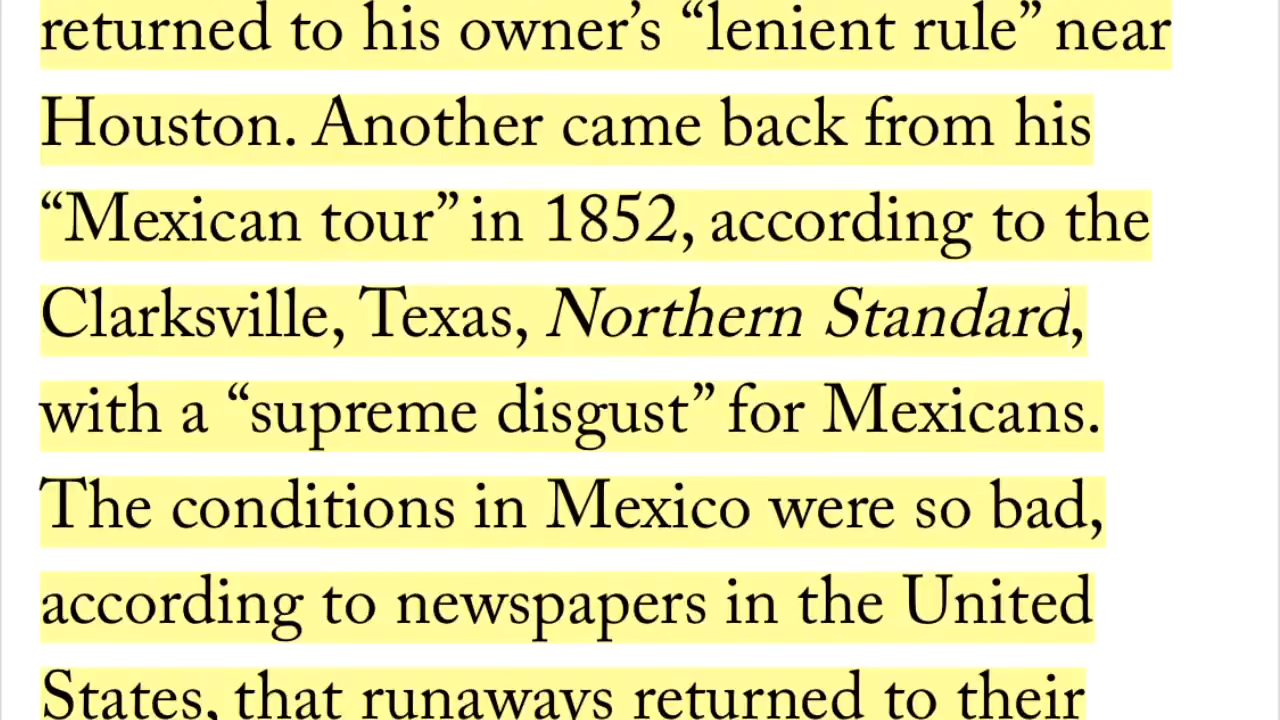 returned to his owner’s “lenient rule” near
Houston. Another came back from his
“Mexican tour” in 1852, according to the
Clarksville, Texas, Northern Standard,
with a “supreme disgust” for Mexicans.
The conditions in Mexico were so bad,
according to newspapers in the United
States, that runaways returned to their